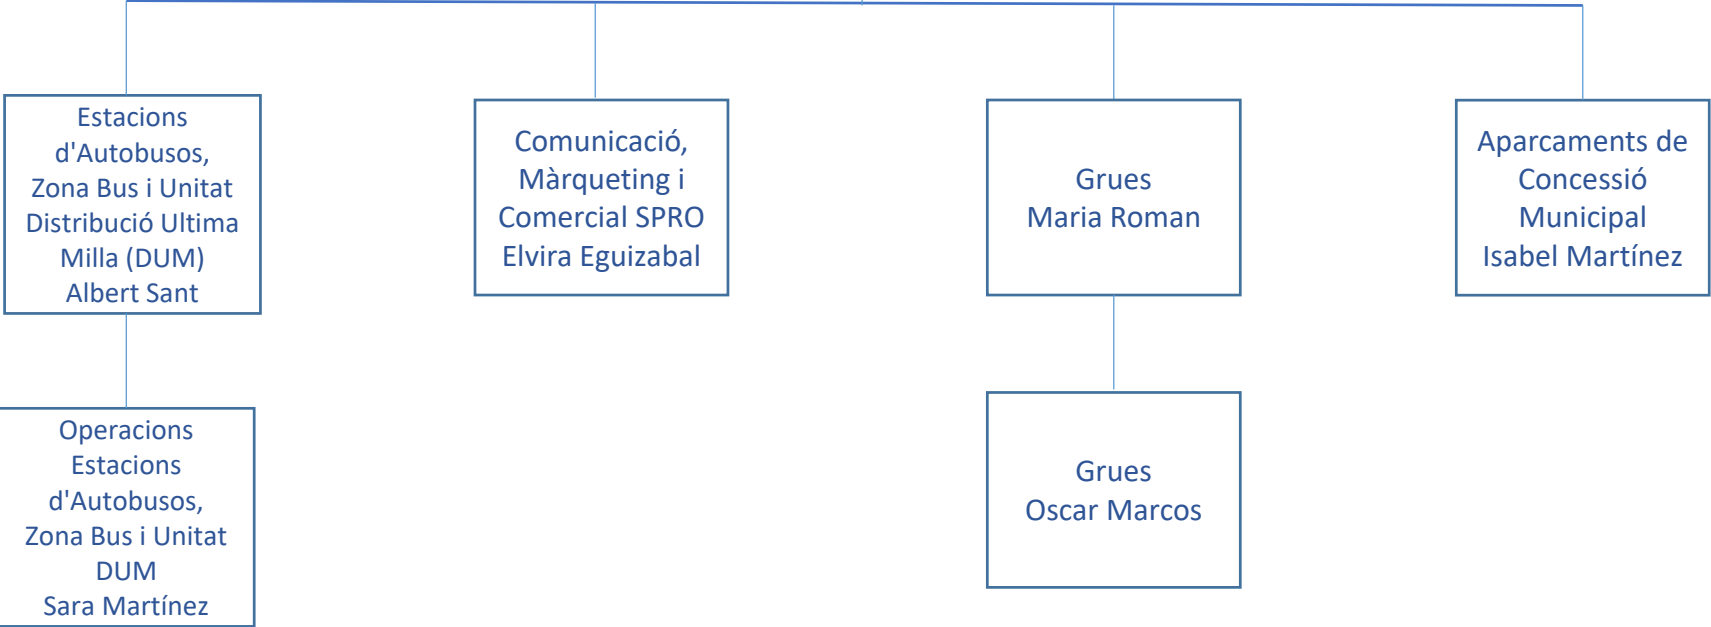 Estacions
d'Autobusos,
Zona Bus i Unitat
Distribució Ultima
Milla (DUM)
Albert Sant
Comunicació,
Màrqueting i
Comercial SPRO
Elvira Eguizabal
Grues
Maria Roman
Aparcaments de
Concessió
Municipal
Isabel Martínez
Operacions
Estacions
d'Autobusos,
Zona Bus i Unitat
DUM
Sara Martínez
Grues
Oscar Marcos